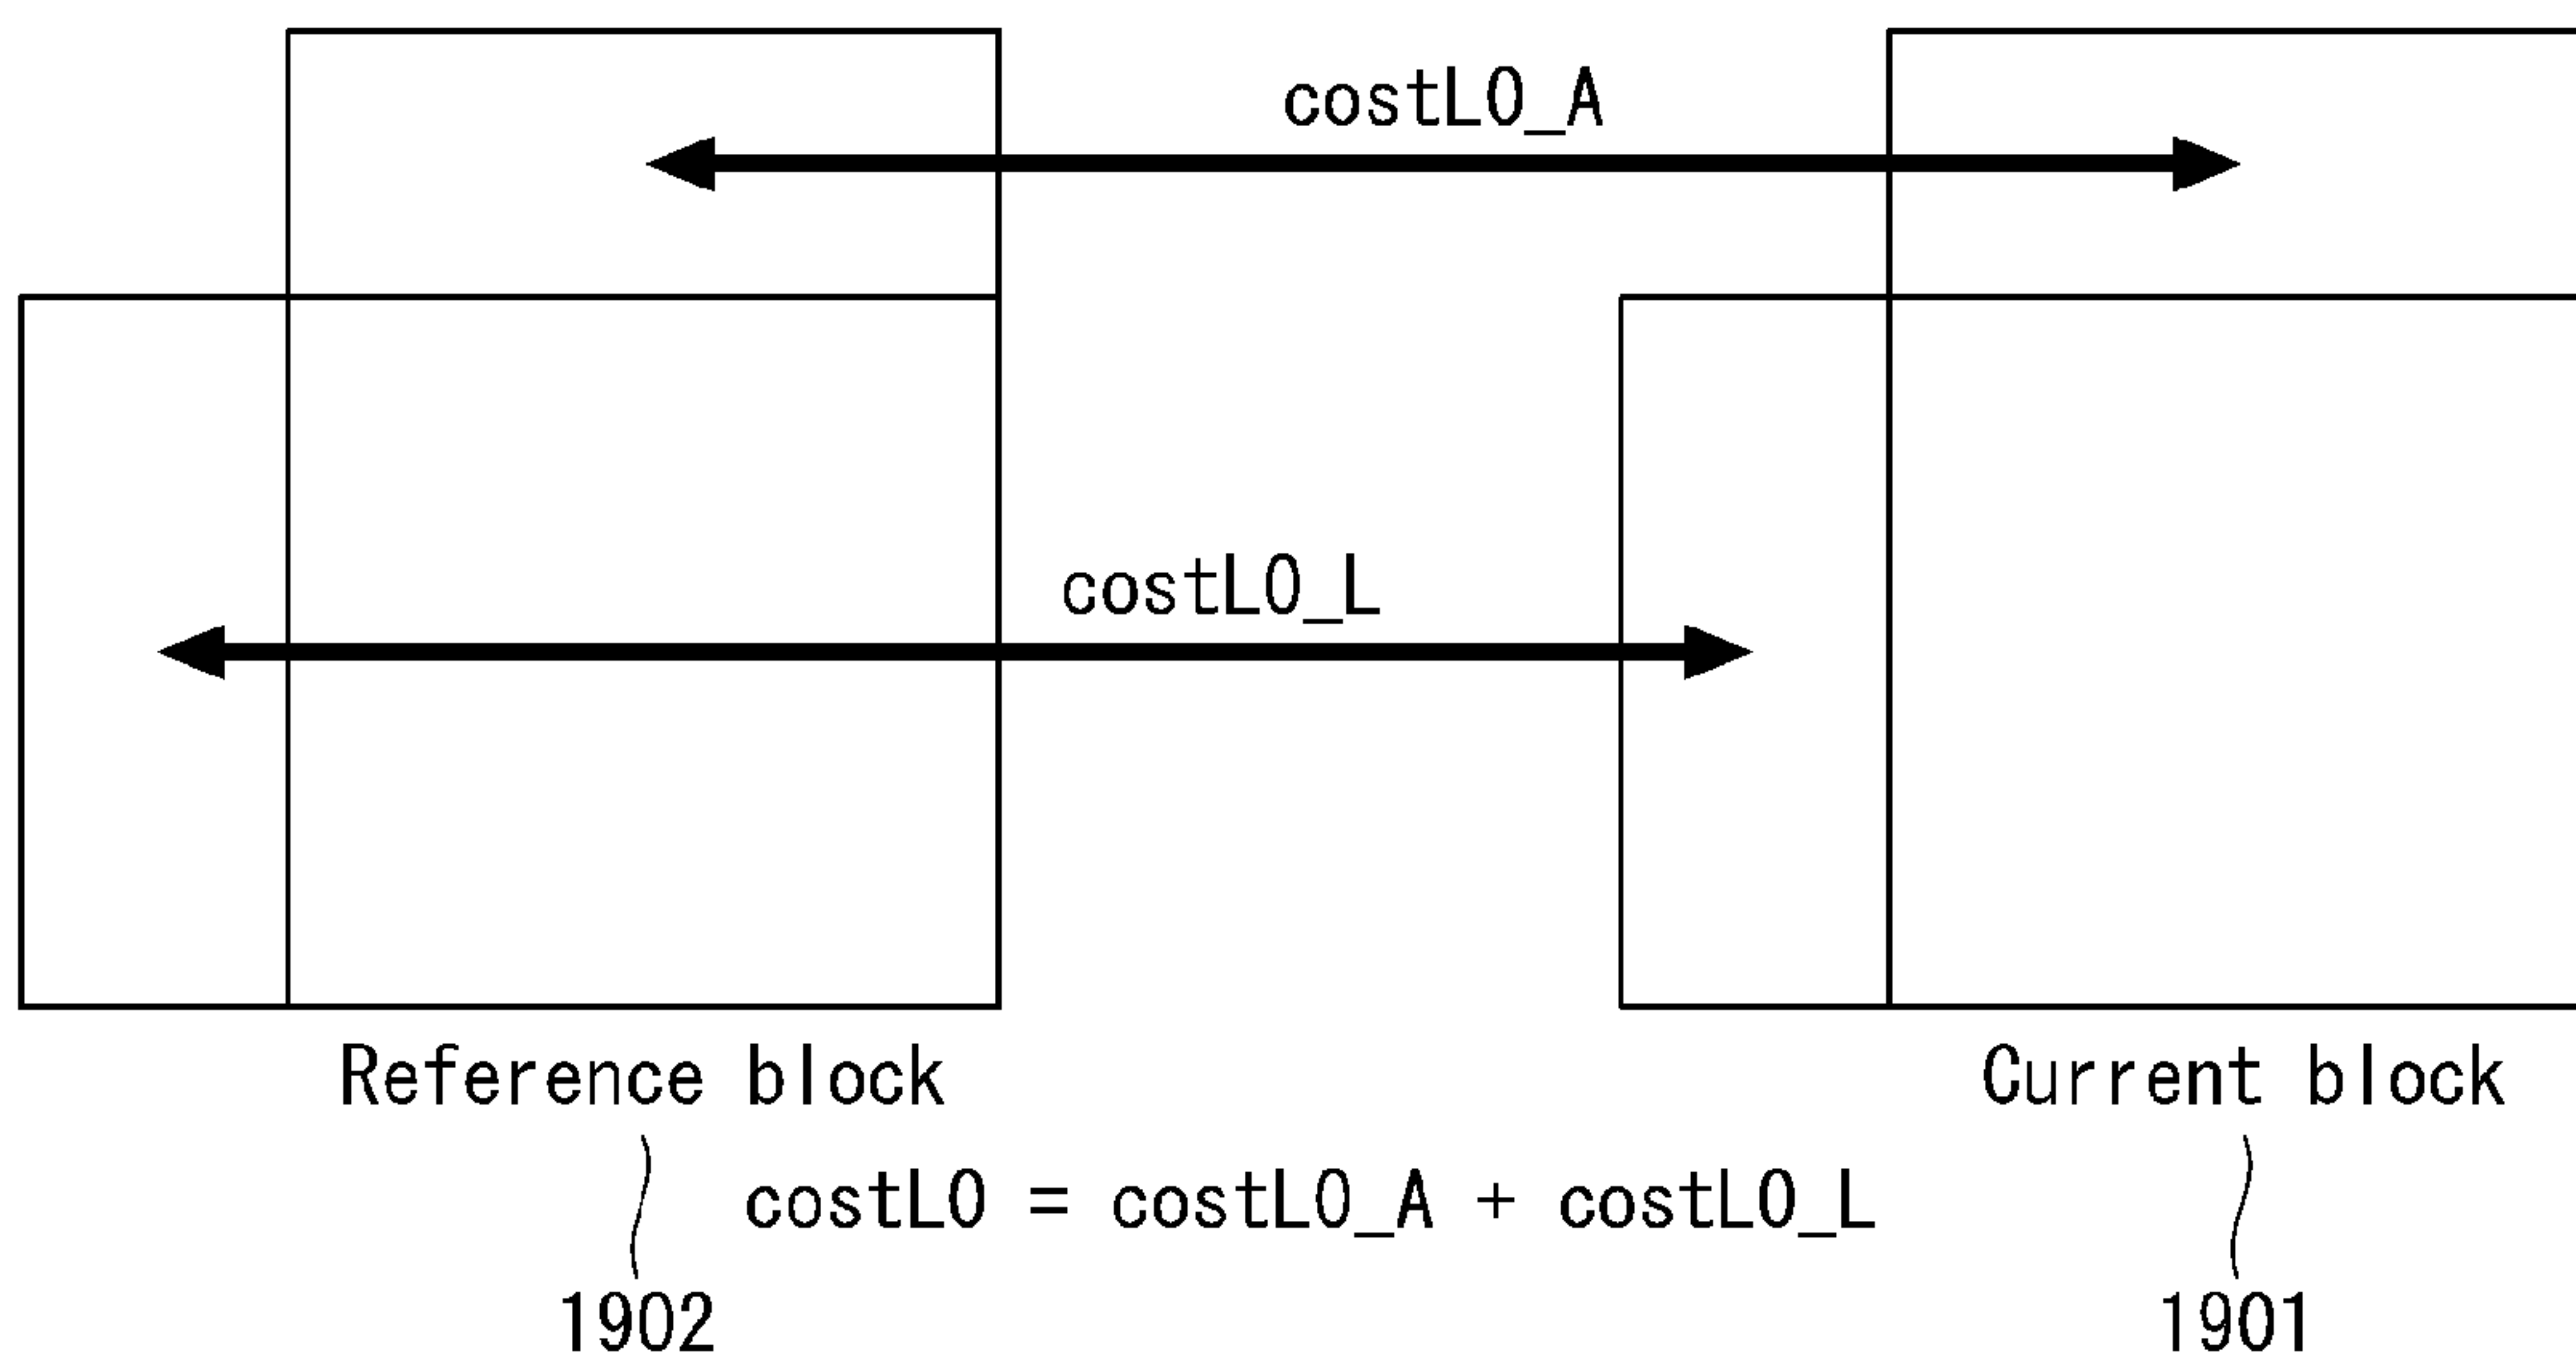 costL0_A
costL0_L
Reference block
Current block
costL0 = costL0_A + costL0_L
1902
1901